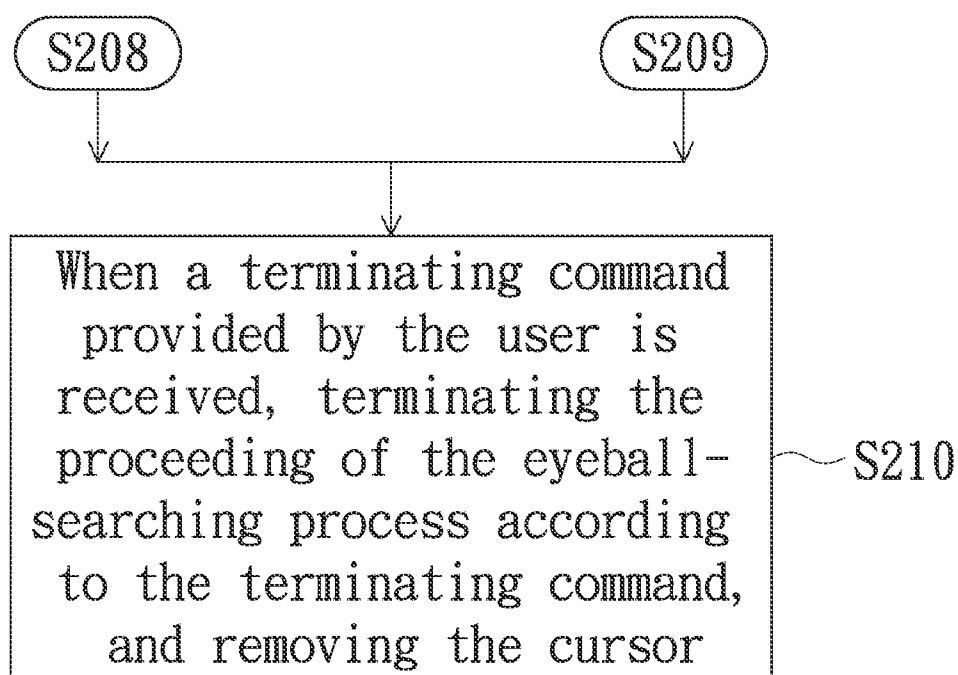 S208
S209
When a terminating command
provided by the user is
received, terminating the
proceeding of the eyeball-
searching process according
to the terminating command,
and removing the cursor
S210